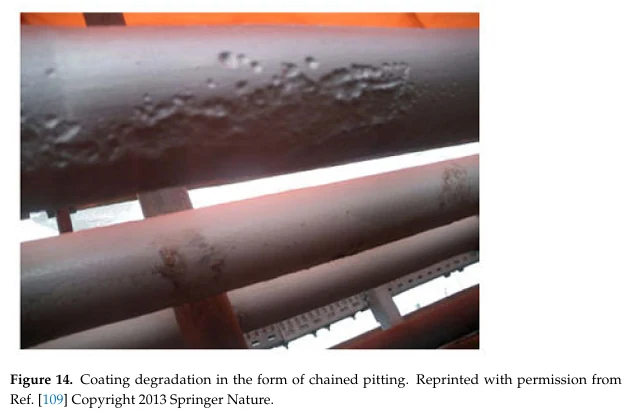 Figure 14. Coating degradation in the form of chained pitting. Reprinted with permission from
Ref. [109] Copyright 2013 Springer Nature.